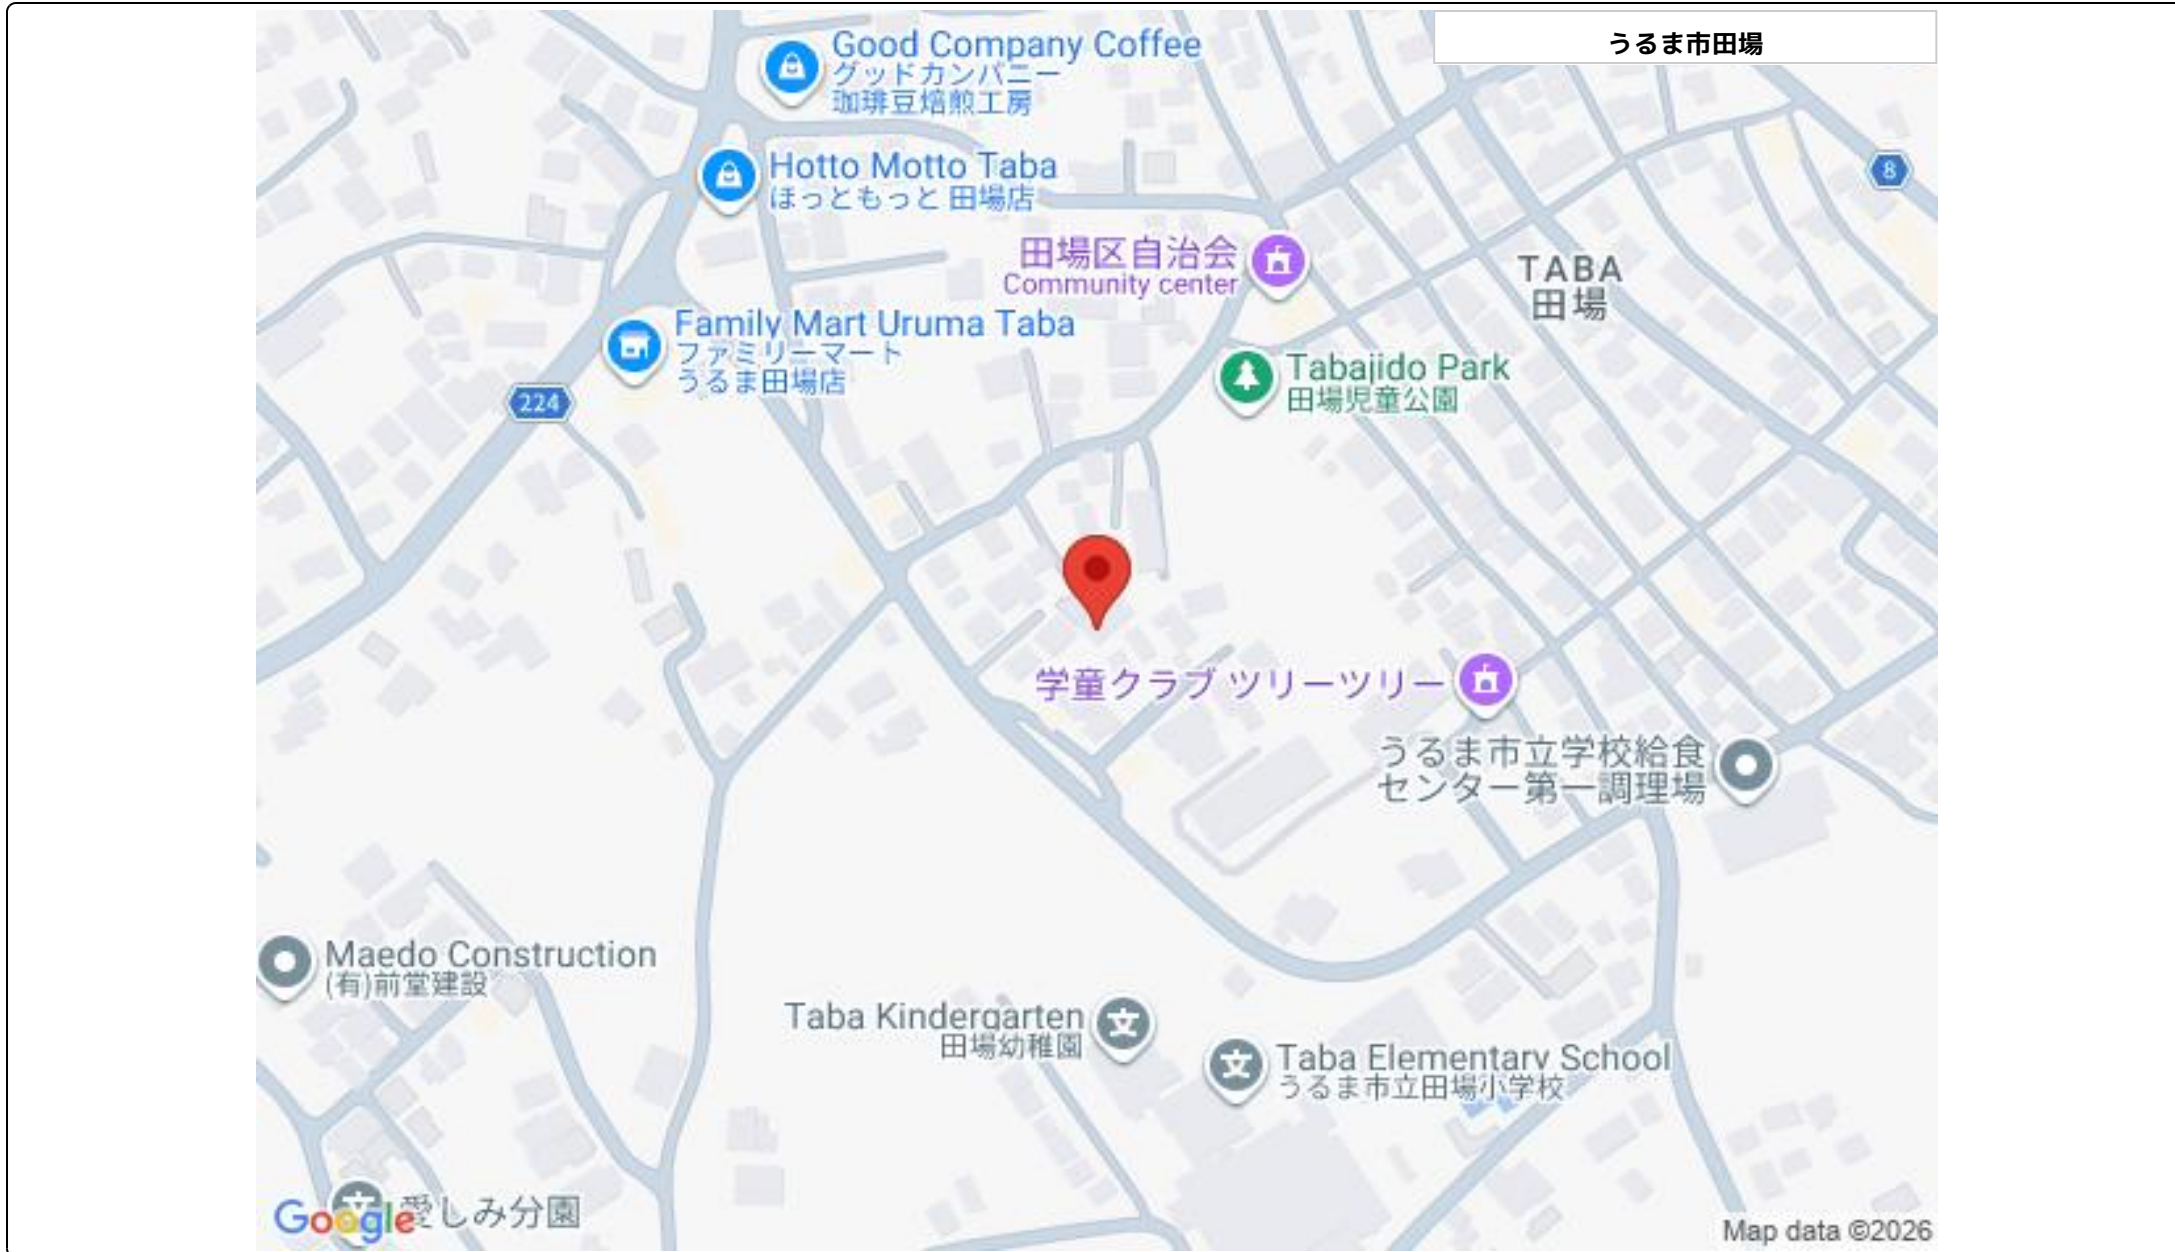 うるま市田場
Good Company Coffee
グッドカンパニー
珈琲豆焙煎工房
8
Hotto Motto Taba
ほっともっと 田場店
田場区自治会
Community center
TABA
田場
Family Mart Uruma Taba
ファミリーマート
うるま田場店
Tabajido Park
田場児童公園
224
学童クラブ ツリーツリー
うるま市立学校給食
センター第一調理場
Maedo Construction
(有)前堂建設
Taba Kindergarten
田場幼稚園
Taba Elementary School
うるま市立田場小学校
文
文
愛しみ分園
Google
Map data ©2026